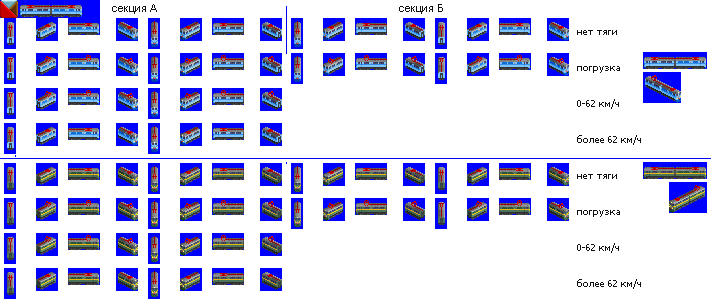 секция А
секция Б
нет тяги
погрузка
0-62 км/ч
более 62 км/ч
нет тяги
погрузка
0-62 км/ч
более 62 км/ч